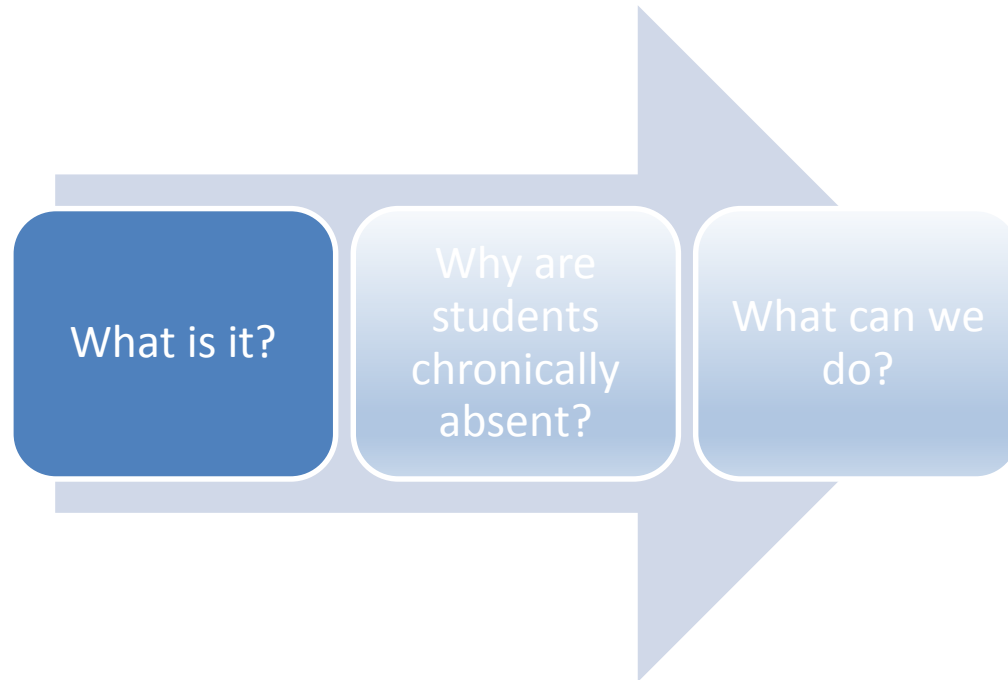 What is it?
Why are
students
chronically
absent?
What can we
do?